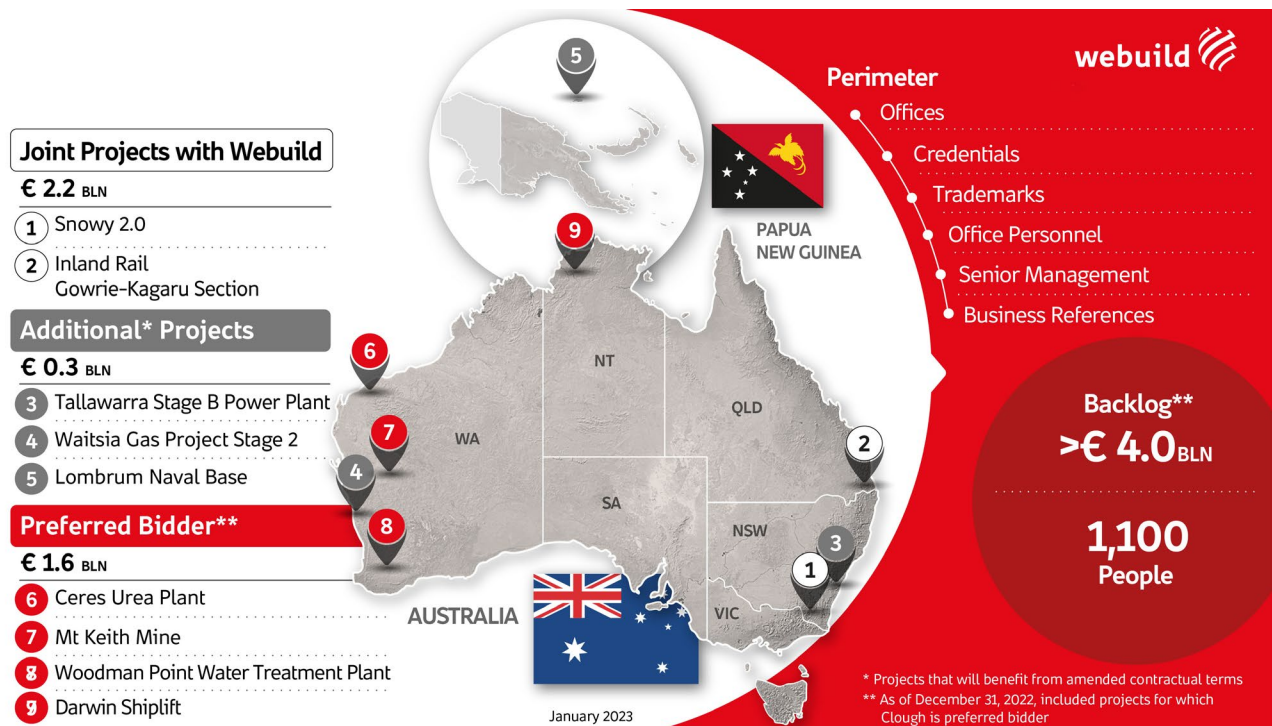 Joint Projects with Webuild
€ 2.2 BLN
1 Snowy 2.0
2 Inland Rail
Gowrie-Kagaru Section
Additional* Projects
€ 0.3 BLN
3 Tallawarra Stage B Power Plant
4 Waitsia Gas Project Stage 2
5 Lombrum Naval Base
Preferred Bidder**
€ 1.6 BLN
6 Ceres Urea Plant
7 Mt Keith Mine
8 Woodman Point Water Treatment Plant
9 Darwin Shiplift
5
PAPUA
NEW GUINEA
9
6
NT
QLD
WA
7
2
4
SA
NSW
8
3
1
VIC
AUSTRALIA
January 2023
webuild
Perimeter
Offices
Credentials
Trademarks
Office Personnel
Senior Management
Business References
Backlog**
>€ 4.0 BLN
1,100
People
* Projects that will benefit from amended contractual terms
** As of December 31, 2022, included projects for which
Clough is preferred bidder